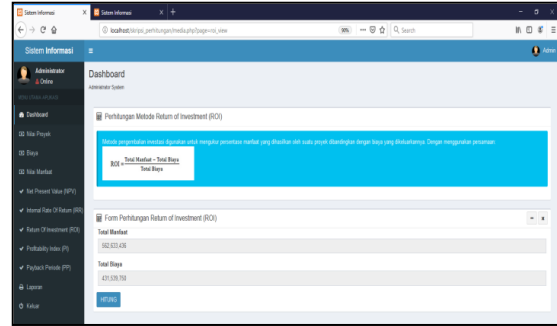 Sistem Informasi
Sistem Informasi
localhost/skripsi_perhitungan/media.php?page=roi_view
90%
Search
Sistem Informasi
Administrator
Online
Dashboard
Nilai Proyek
Biaya
Nilai Manfaat
Net Present Value (NPV)
Internal Rate Of Return (IRR)
Return Of Investment (ROI)
Profitability Index (PI)
Payback Periode (PP)
Laporan
Keluar
Dashboard
Administrator System
Perhitungan Metode Return of Investment (ROI)
Metode pengembalian investasi digunakan untuk mengukur persentase manfaat yang dihasilkan oleh suatu proyek dibandingkan dengan biaya yang dikeluarkannya. Dengan menggunakan persamaan:
ROI = Total Manfaat – Total Biaya
Total Biaya
Form Perhitungan Return of Investment (ROI)
Total Manfaat
Total Biaya
HITUNG